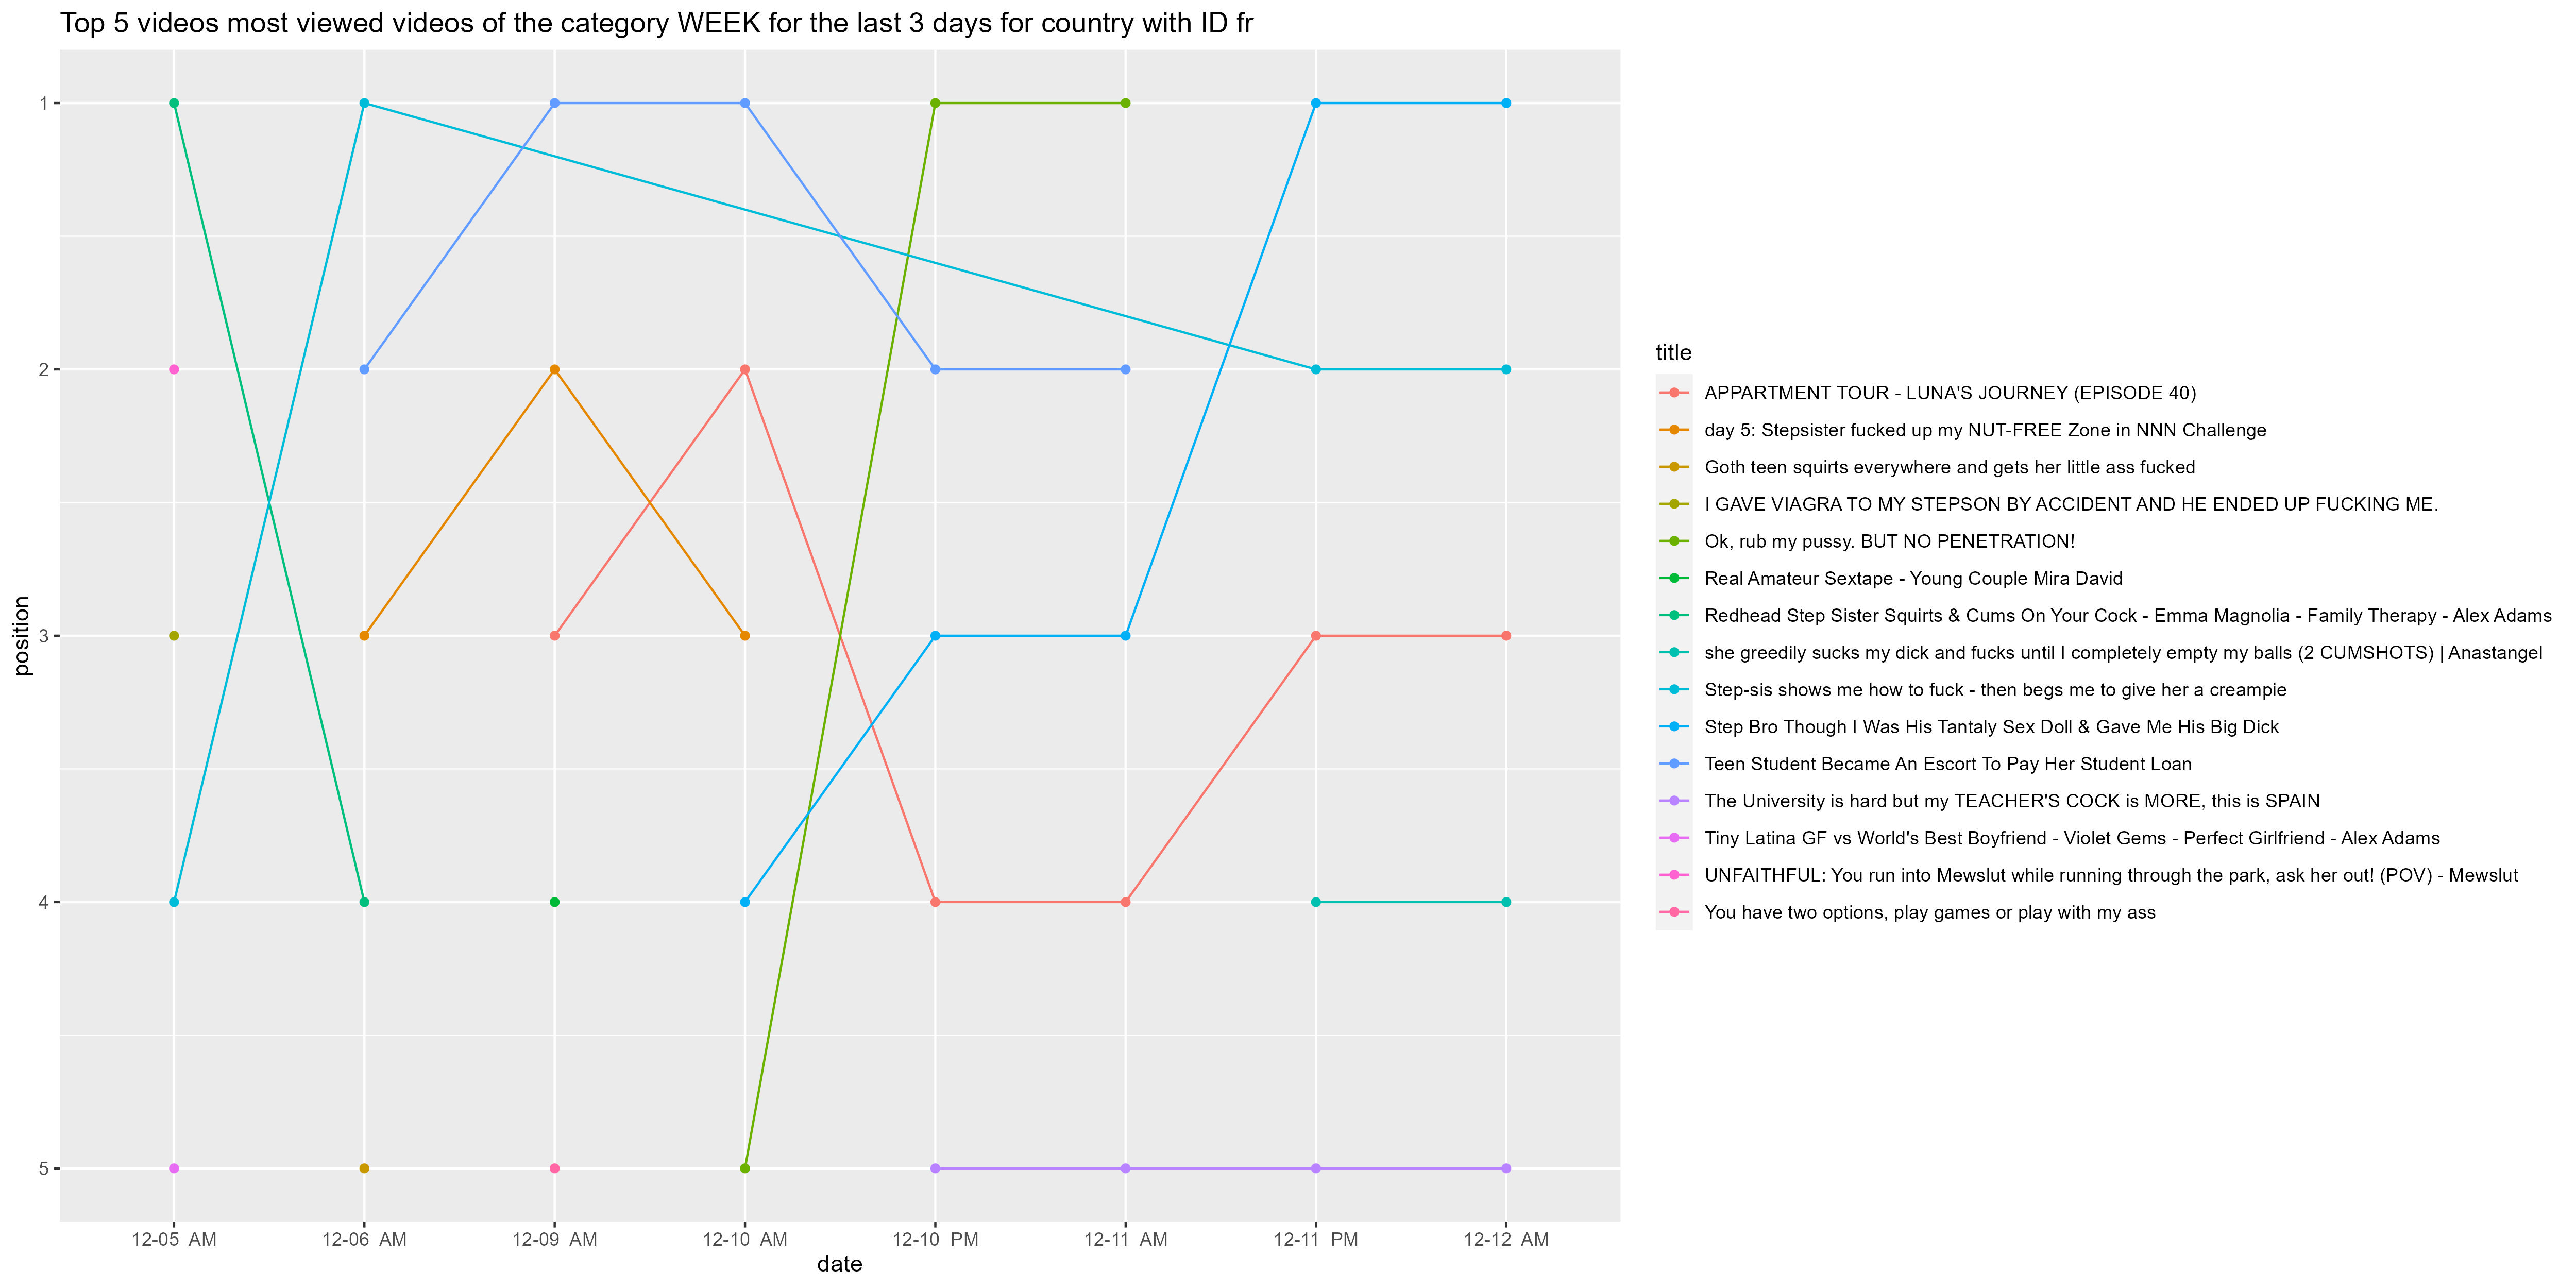 Top 5 videos most viewed videos of the category WEEK for the last 3 days for country with ID fr
1
2
3
4
5
position
12-05 AM
12-06 AM
12-09 AM
12-10 AM
12-10 PM
12-11 AM
12-11 PM
12-12 AM
date
title
APPARTMENT TOUR - LUNA'S JOURNEY (EPISODE 40)
day 5: Stepsister fucked up my NUT-FREE Zone in NNN Challenge
Goth teen squirts everywhere and gets her little ass fucked
I GAVE VIAGRA TO MY STEPSON BY ACCIDENT AND HE ENDED UP FUCKING ME.
Ok, rub my pussy. BUT NO PENETRATION!
Real Amateur Sextape - Young Couple Mira David
Redhead Step Sister Squirts & Cums On Your Cock - Emma Magnolia - Family Therapy - Alex Adams
she greedily sucks my dick and fucks until I completely empty my balls (2 CUMSHOTS) | Anastangel
Step-sis shows me how to fuck - then begs me to give her a creampie
Step Bro Though I Was His Tantaly Sex Doll & Gave Me His Big Dick
Teen Student Became An Escort To Pay Her Student Loan
The University is hard but my TEACHER'S COCK is MORE, this is SPAIN
Tiny Latina GF vs World's Best Boyfriend - Violet Gems - Perfect Girlfriend - Alex Adams
UNFAITHFUL: You run into Mewslut while running through the park, ask her out! (POV) - Mewslut
You have two options, play games or play with my ass